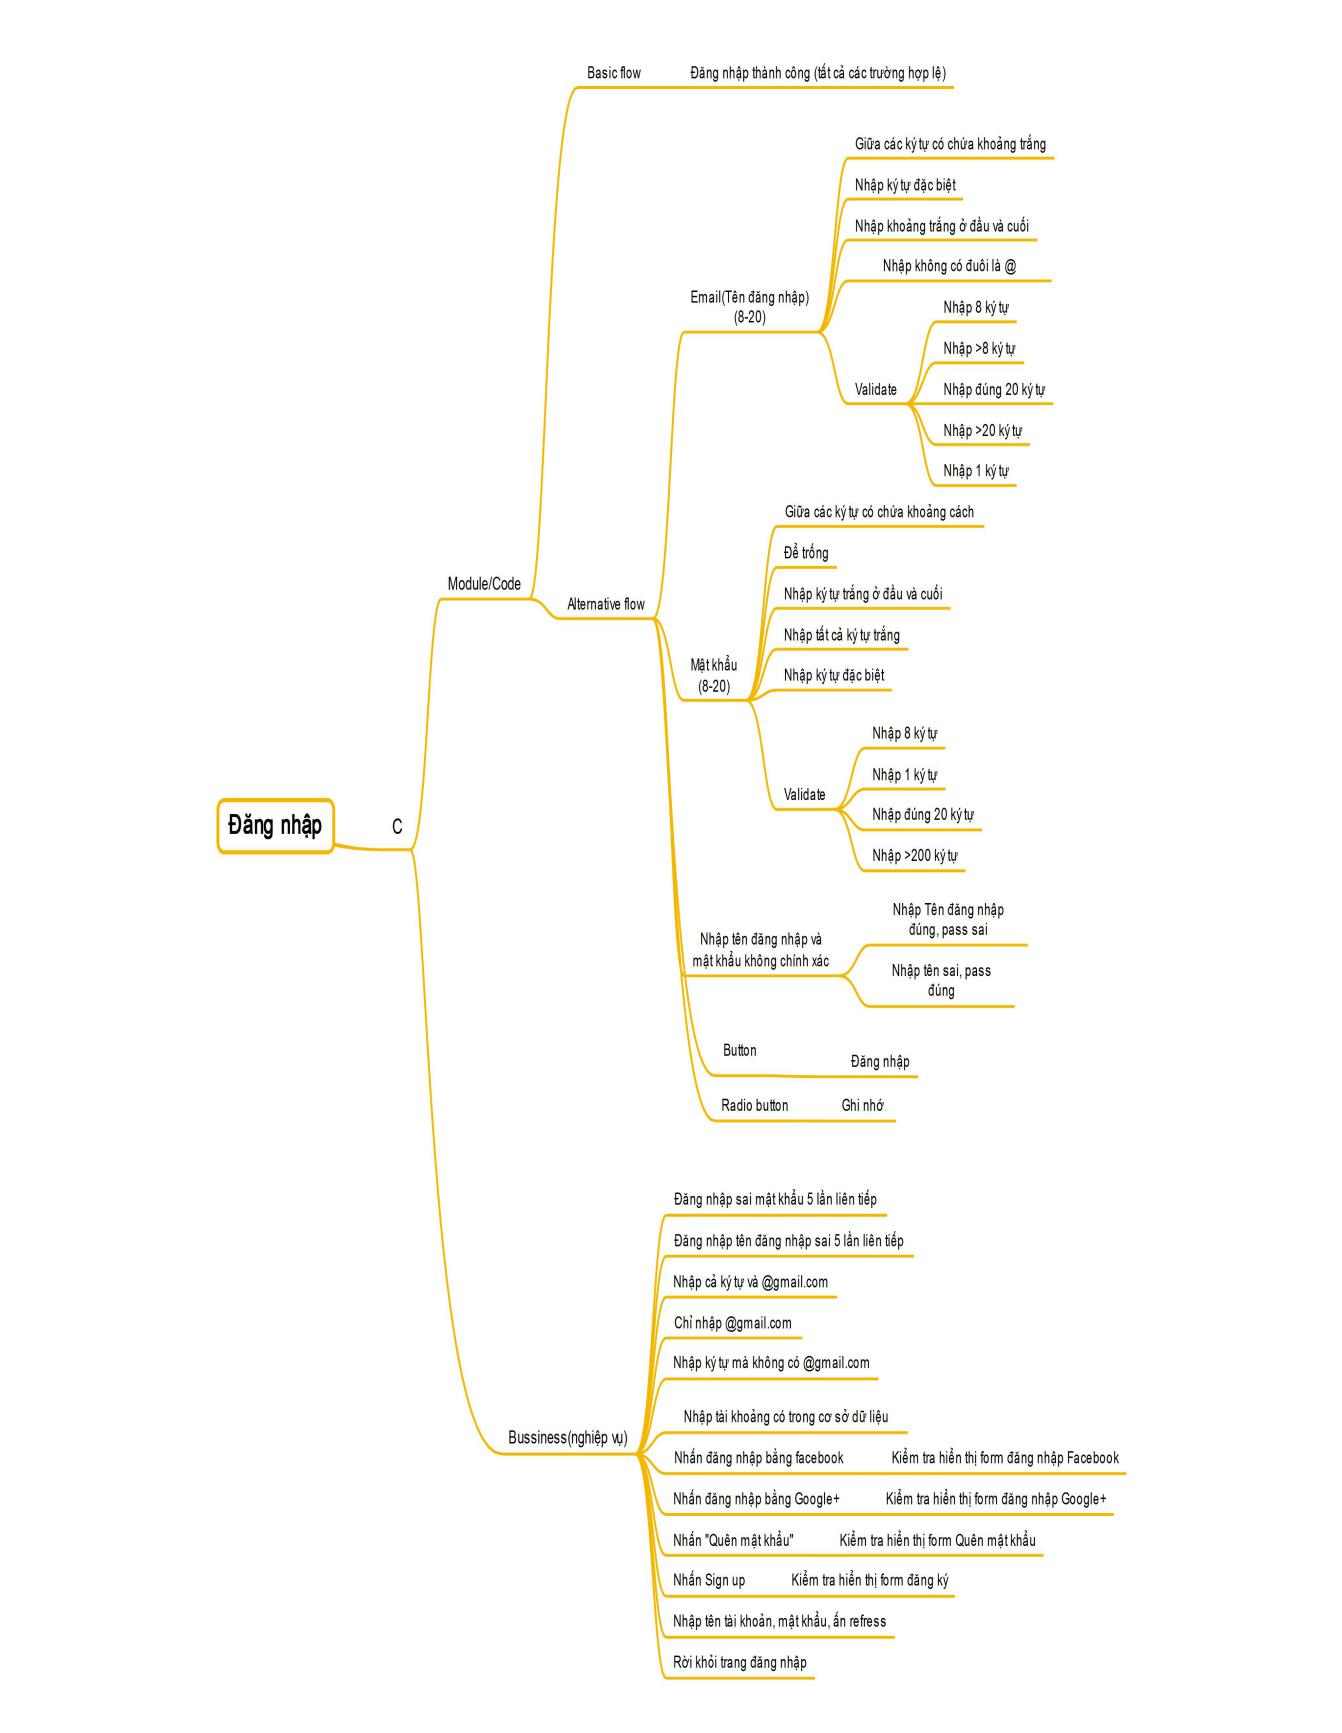 Basic flow
Đăng nhập thành công (tất cả các trường hợp lệ)
Giữa các ký tự có chứa khoảng trắng
Nhập ký tự đặc biệt
Nhập khoảng trắng ở đầu và cuối
Nhập không có đuôi là @
Email(Tên đăng nhập)
(8-20)
Nhập 8 ký tự
Nhập >8 ký tự
Validate
Nhập đúng 20 ký tự
Nhập >20 ký tự
Nhập 1 ký tự
Giữa các ký tự có chứa khoảng cách
Để trống
Module/Code
Alternative flow
Nhập ký tự trắng ở đầu và cuối
Nhập tất cả ký tự trắng
Mật khẩu
(8-20)
Nhập ký tự đặc biệt
Nhập 8 ký tự
Nhập 1 ký tự
Validate
Nhập đúng 20 ký tự
Nhập >200 ký tự
Đăng nhập
C
Nhập Tên đăng nhập
đúng, pass sai
Nhập tên đăng nhập và
mật khẩu không chính xác
Nhập tên sai, pass
đúng
Button
Đăng nhập
Radio button
Ghi nhớ
Đăng nhập sai mật khẩu 5 lần liên tiếp
Đăng nhập tên đăng nhập sai 5 lần liên tiếp
Nhập cả ký tự và @gmail.com
Chỉ nhập @gmail.com
Nhập ký tự mà không có @gmail.com
Nhập tài khoảng có trong cơ sở dữ liệu
Bussiness(nghiệp vụ)
Nhấn đăng nhập bằng facebook
Kiểm tra hiển thị form đăng nhập Facebook
Nhấn đăng nhập bằng Google+
Kiểm tra hiển thị form đăng nhập Google+
Nhấn "Quên mật khẩu"
Kiểm tra hiển thị form Quên mật khẩu
Nhấn Sign up
Kiểm tra hiển thị form đăng ký
Nhập tên tài khoản, mật khẩu, ấn refress
Rời khỏi trang đăng nhập